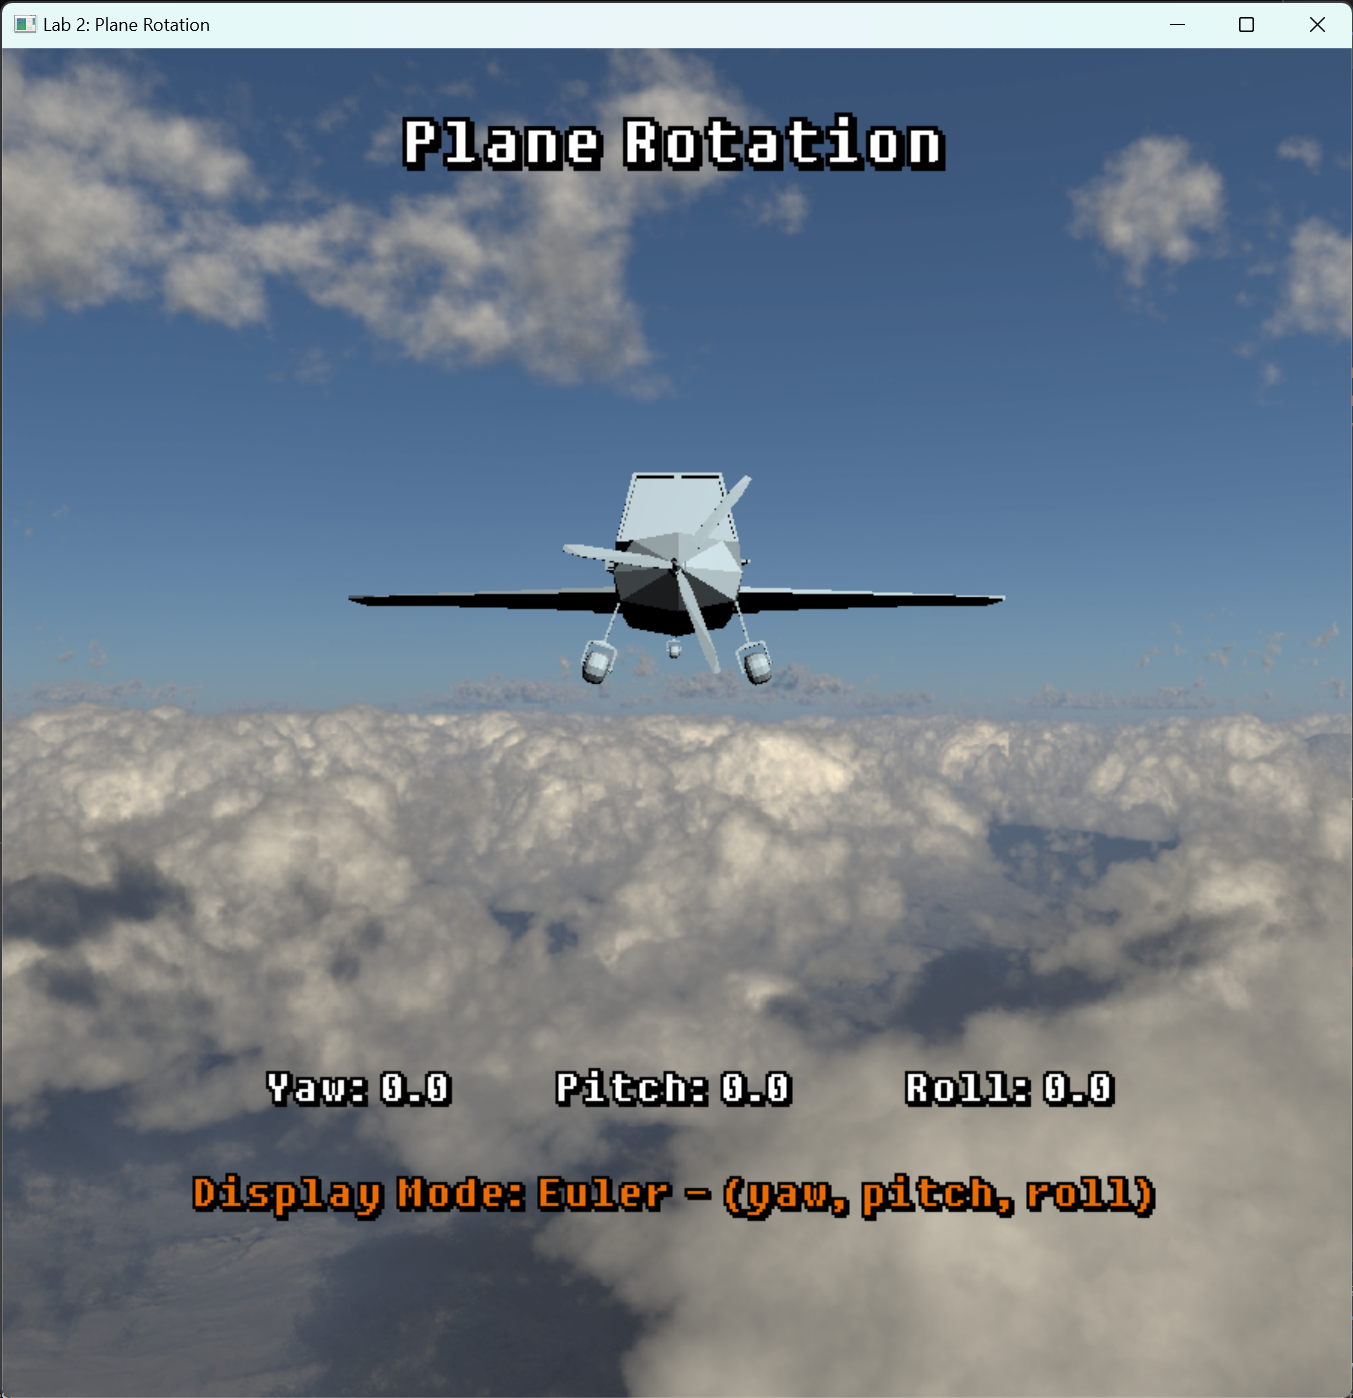 Lab 2: Plane Rotation
Plane Rotation
Yaw: 0.0 Pitch: 0.0 Roll: 0.0
Display Mode: Euler - (yaw, pitch, roll)